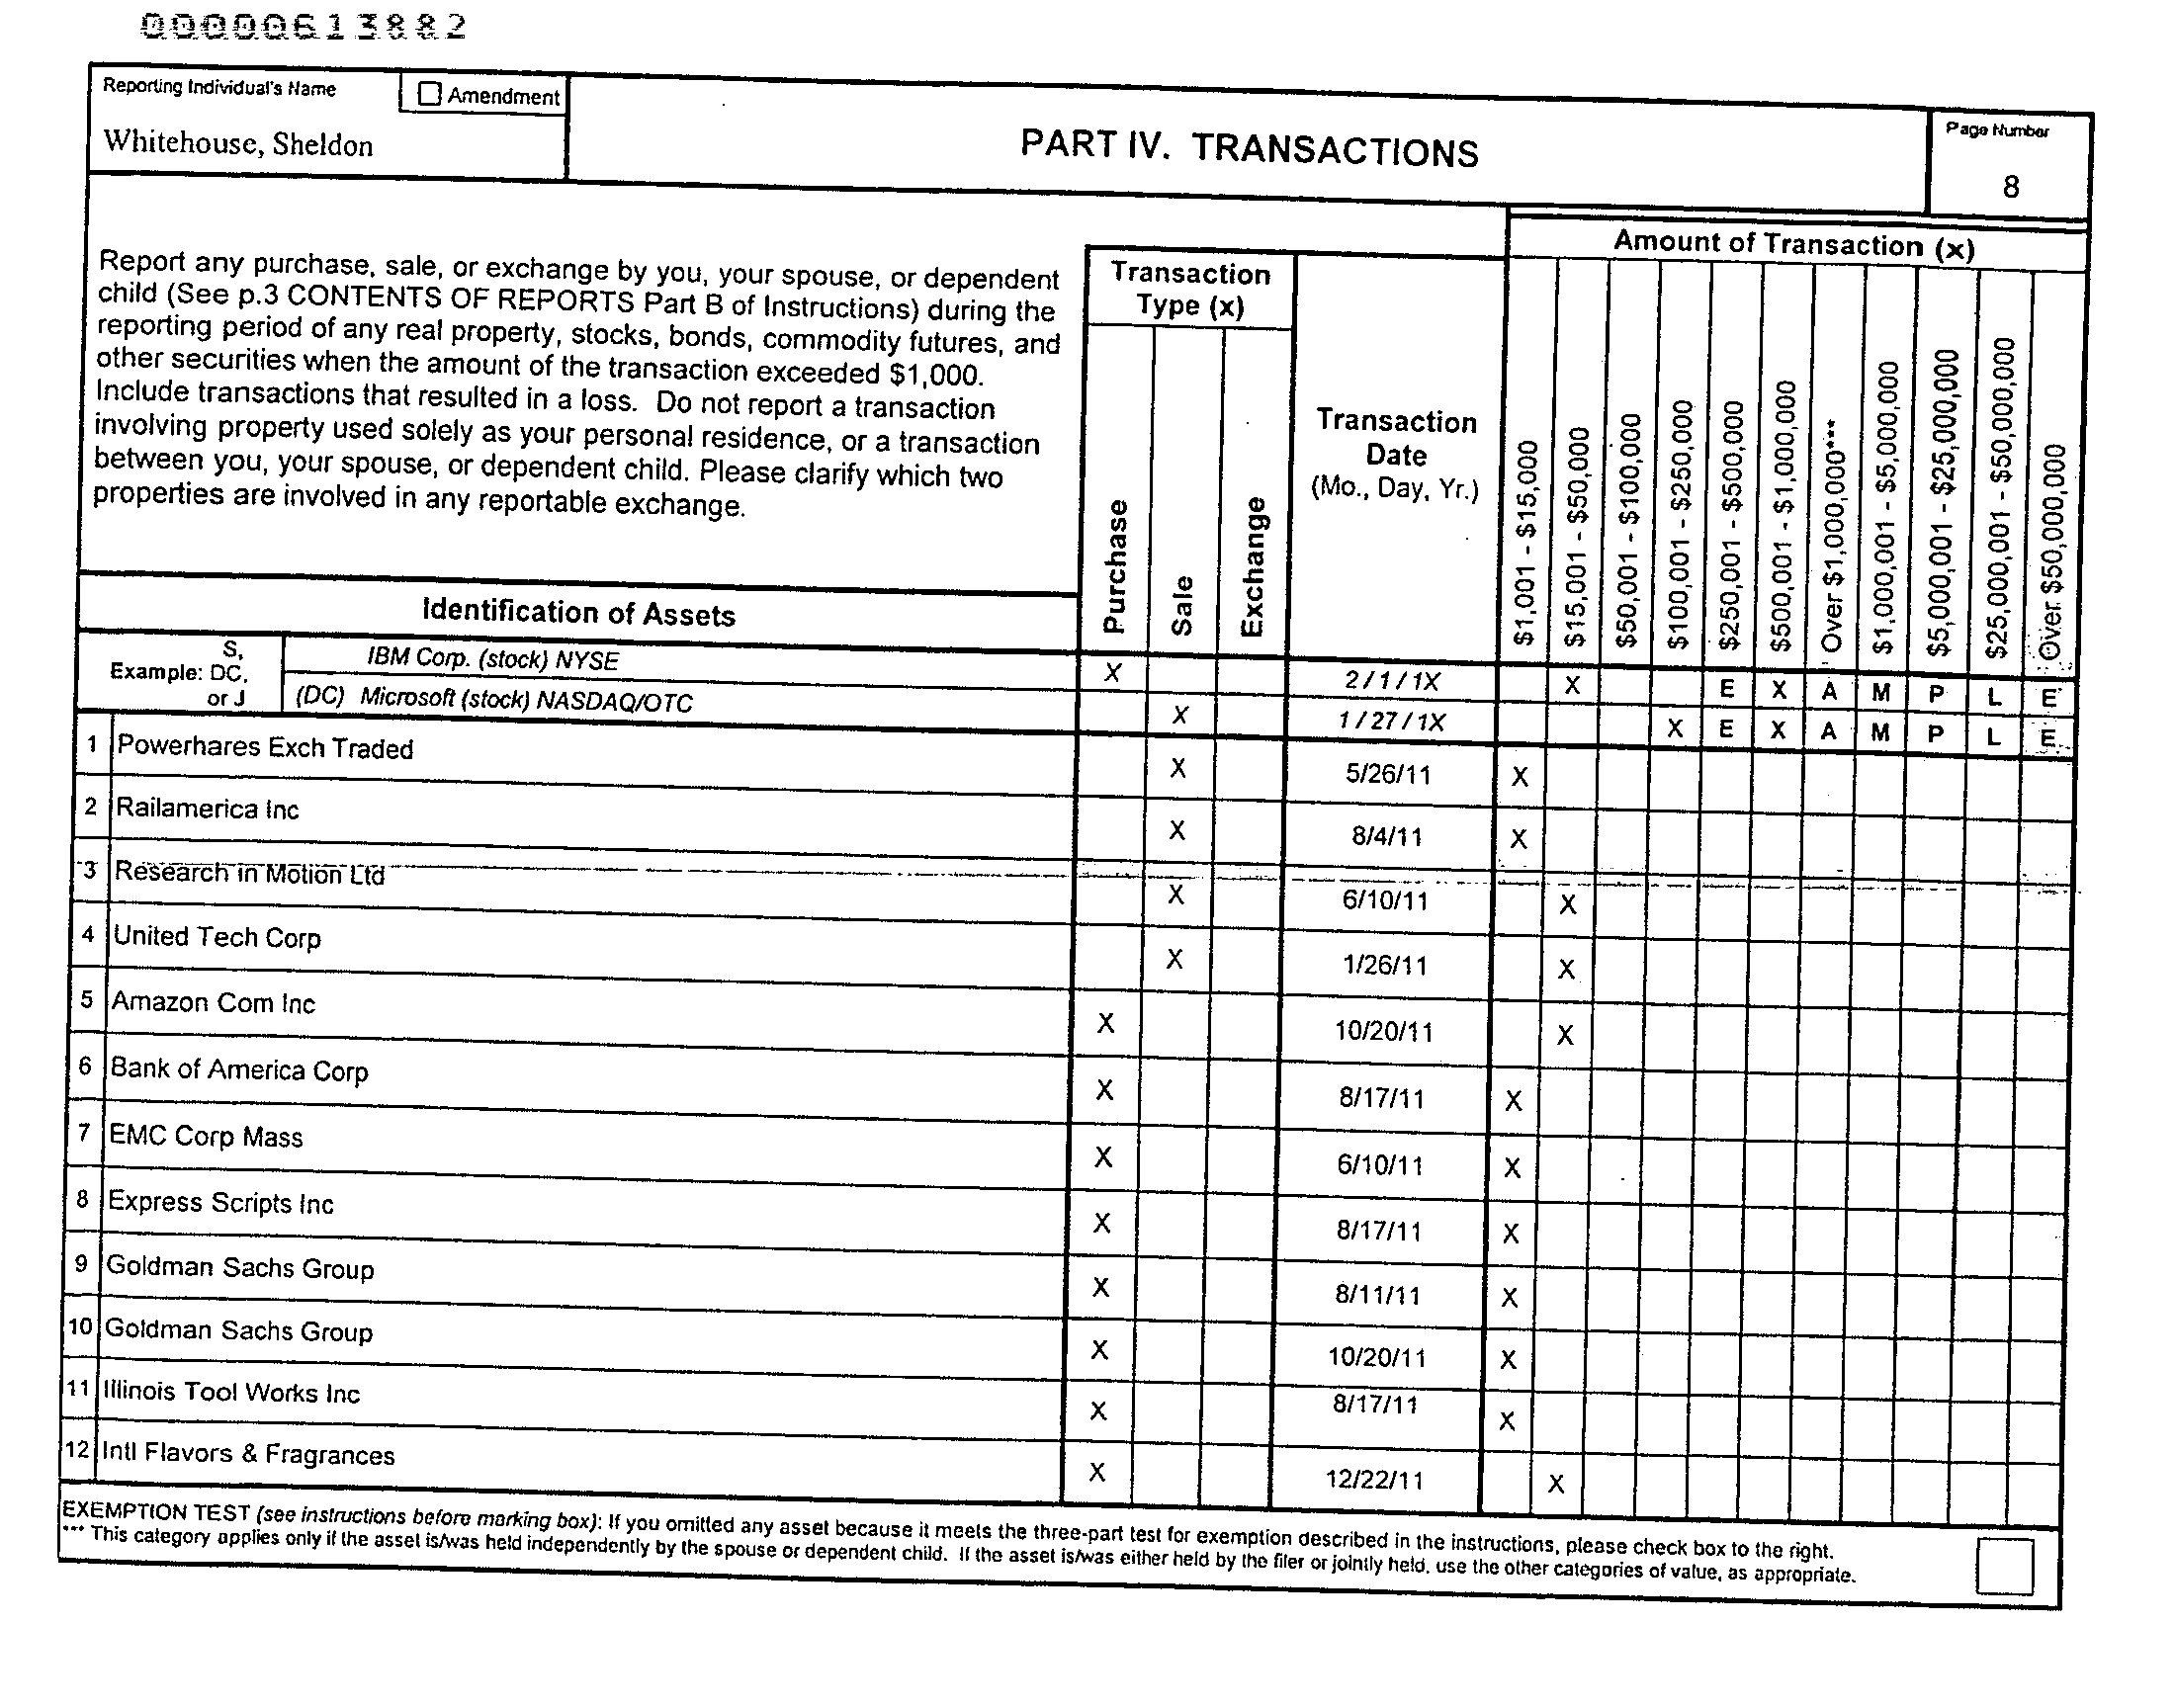 00000613882
Reporting Individual's Name
☐ Amendment
Whitehouse, Sheldon
PART IV. TRANSACTIONS
Page Number
8
Report any purchase, sale, or exchange by you, your spouse, or dependent
child (See p.3 CONTENTS OF REPORTS Part B of Instructions) during the
reporting period of any real property, stocks, bonds, commodity futures, and
other securities when the amount of the transaction exceeded $1,000.
Include transactions that resulted in a loss. Do not report a transaction
involving property used solely as your personal residence, or a transaction
between you, your spouse, or dependent child. Please clarify which two
properties are involved in any reportable exchange.
Identification of Assets
Transaction
Type (x)
Purchase
Sale
Exchange
Transaction
Date
(Mo., Day, Yr.)
Amount of Transaction (x)
$1,001 - $15,000
$15,001 - $50,000
$50,001 - $100,000
$100,001 - $250,000
$250,001 - $500,000
$500,001 - $1,000,000
Over $1,000,000***
$1,000,001 - $5,000,000
$5,000,001 - $25,000,000
$25,000,001 - $50,000,000
Over $50,000,000
S,
Example: DC,
or J
IBM Corp. (stock) NYSE X 2/1/1X X E X A M P L E
(DC) Microsoft (stock) NASDAQ/OTC X 1/27/1X X E X A M P L E
1 Powerhares Exch Traded X 5/26/11 X
2 Railamerica Inc X 8/4/11 X
3 Research in Motion Ltd X 6/10/11 X
4 United Tech Corp X 1/26/11 X
5 Amazon Com Inc X 10/20/11 X
6 Bank of America Corp X 8/17/11 X
7 EMC Corp Mass X 6/10/11 X
8 Express Scripts Inc X 8/17/11 X
9 Goldman Sachs Group X 8/11/11 X
10 Goldman Sachs Group X 10/20/11 X
11 Illinois Tool Works Inc X 8/17/11 X
12 Intl Flavors & Fragrances X 12/22/11 X
EXEMPTION TEST (see instructions before marking box): If you omitted any asset because it meets the three-part test for exemption described in the instructions, please check box to the right.
*** This category applies only if the asset is/was held independently by the spouse or dependent child. If the asset is/was either held by the filer or jointly held, use the other categories of value, as appropriate.